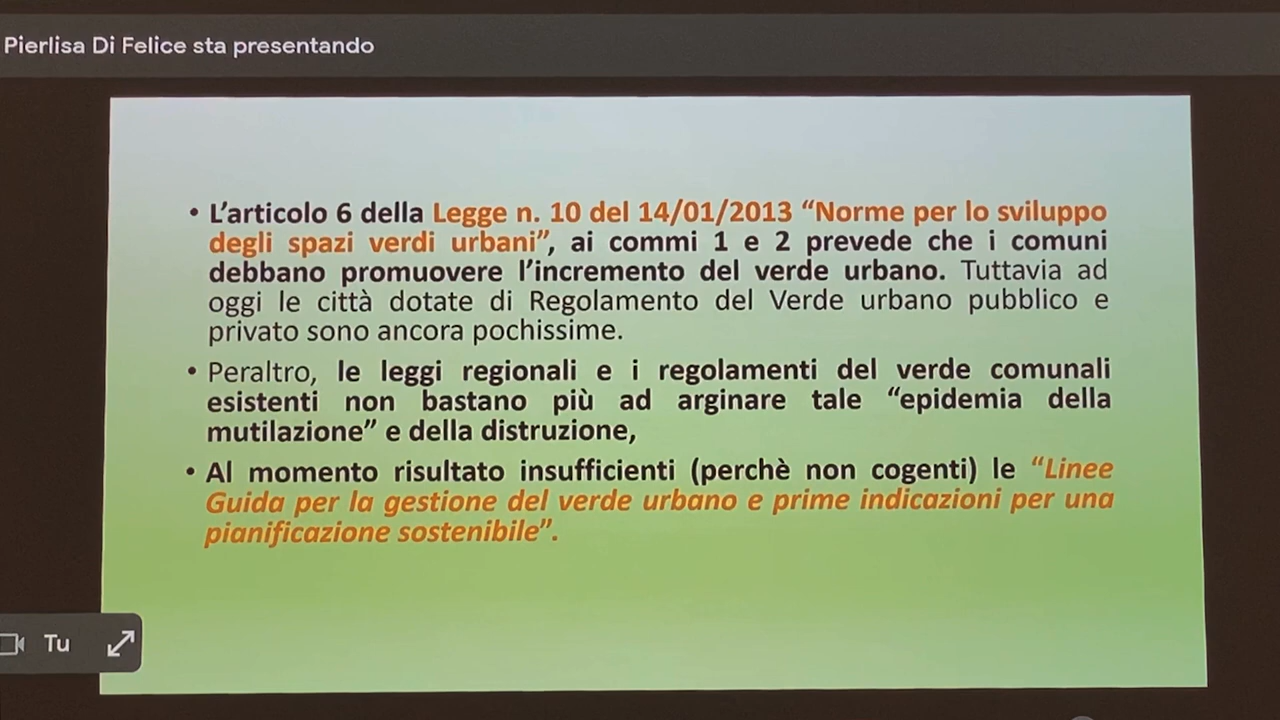 Pierlisa Di Felice sta presentando
• L’articolo 6 della Legge n. 10 del 14/01/2013 “Norme per lo sviluppo
degli spazi verdi urbani”, ai commi 1 e 2 prevede che i comuni
debbano promuovere l’incremento del verde urbano. Tuttavia ad
oggi le città dotate di Regolamento del Verde urbano pubblico e
privato sono ancora pochissime.
• Peraltro, le leggi regionali e i regolamenti del verde comunali
esistenti non bastano più ad arginare tale “epidemia della
mutilazione” e della distruzione,
• Al momento risultato insufficienti (perchè non cogenti) le “Linee
Guida per la gestione del verde urbano e prime indicazioni per una
pianificazione sostenibile”.
Tu